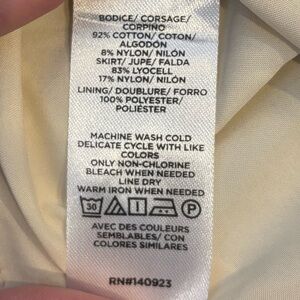 BODICE/ CORSAGE/
CORPIÑO
92% COTTON/ COTON/
ALGODÓN
8% NYLON/ NILÓN
SKIRT/ JUPE/ FALDA
83% LYOCELL
17% NYLON/ NILÓN
LINING/ DOUBLURE/ FORRO
100% POLYESTER/
POLIÉSTER
MACHINE WASH COLD
DELICATE CYCLE WITH LIKE
COLORS
ONLY NON-CHLORINE
BLEACH WHEN NEEDED
LINE DRY
WARM IRON WHEN NEEDED
30 P
AVEC DES COULEURS
SEMBLABLES/ CON
COLORES SIMILARES
RN#140923